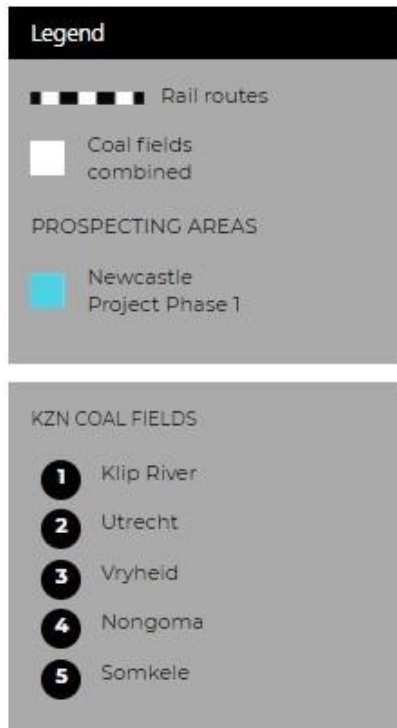 Legend
Rail routes
Coal fields
combined
PROSPECTING AREAS
Newcastle
Project Phase 1
KZN COAL FIELDS
1 Klip River
2 Utrecht
3 Vryheid
4 Nongoma
5 Somkele